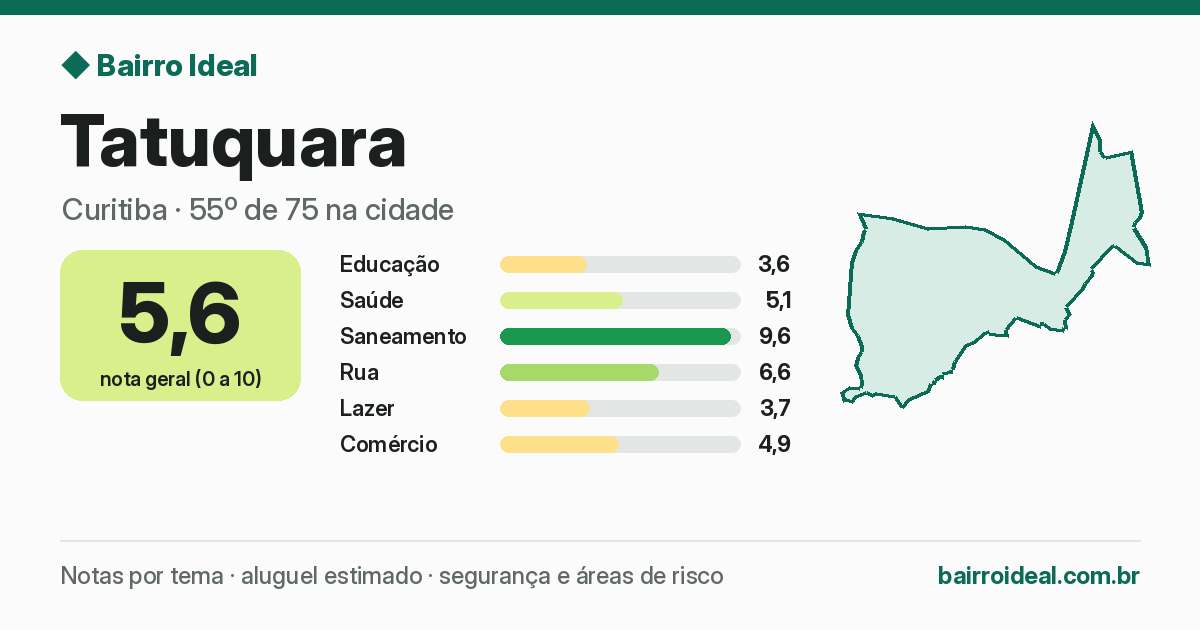 Bairro Ideal
Tatuquara
Curitiba · 55º de 75 na cidade
5,6
nota geral (0 a 10)
Educação 3,6
Saúde 5,1
Saneamento 9,6
Rua 6,6
Lazer 3,7
Comércio 4,9
Notas por tema · aluguel estimado · segurança e áreas de risco
bairroideal.com.br